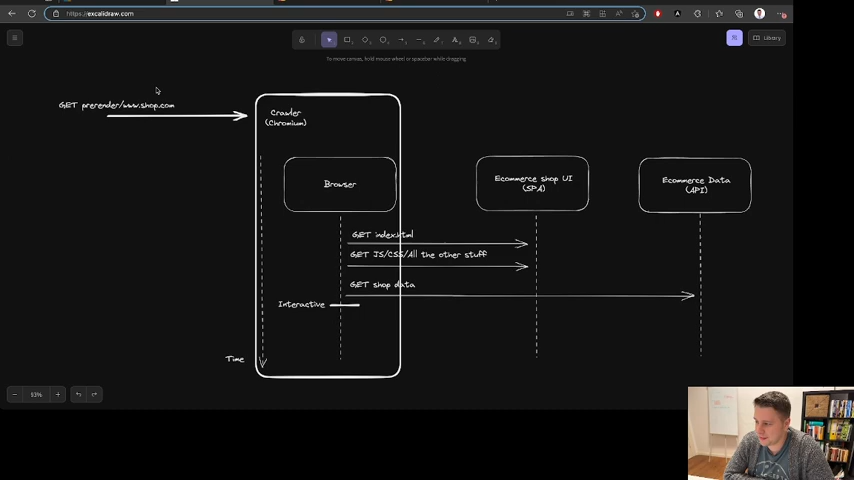 https://excalidraw.com
Library
To move canvas, hold mouse wheel or spacebar while dragging
GET prerender/www.shop.com
Crawler
(Chromium)
Browser
Ecommerce shop UI
(SPA)
Ecommerce Data
(API)
GET index.html
GET JS/CSS/All the other stuff
GET shop data
Interactive
Time
93%